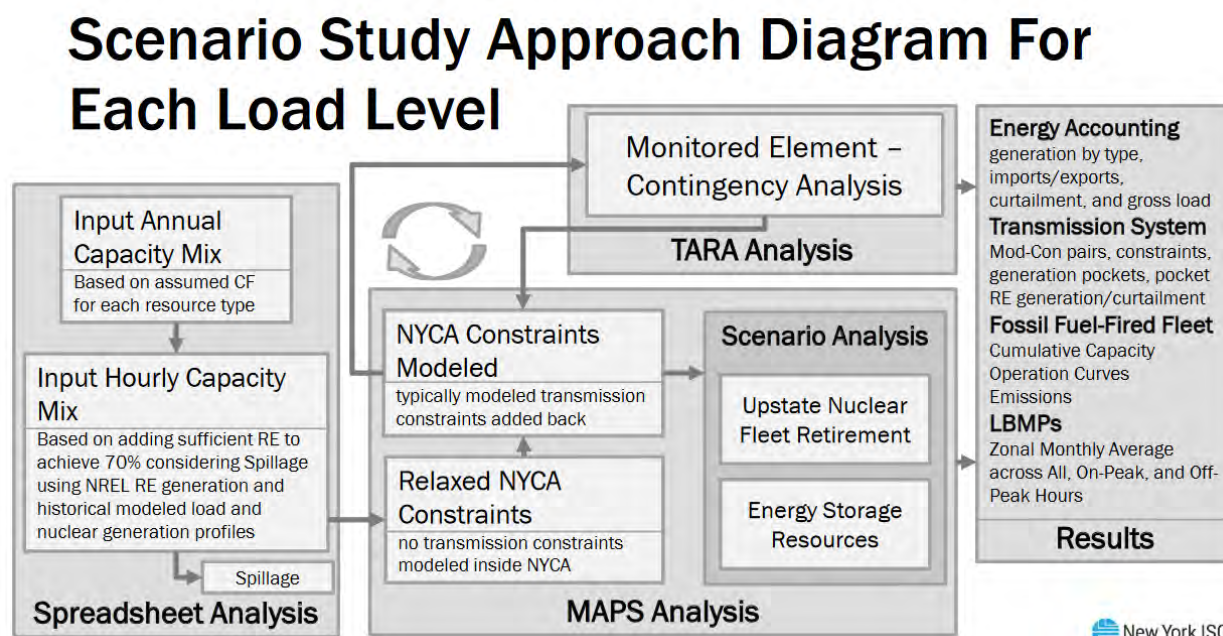 Scenario Study Approach Diagram For
Each Load Level
Input Annual
Capacity Mix
Based on assumed CF
for each resource type
Input Hourly Capacity
Mix
Based on adding sufficient RE to
achieve 70% considering Spillage
using NREL RE generation and
historical modeled load and
nuclear generation profiles
Spillage
Spreadsheet Analysis
Monitored Element –
Contingency Analysis
TARA Analysis
NYCA Constraints
Modeled
typically modeled transmission
constraints added back
Relaxed NYCA
Constraints
no transmission constraints
modeled inside NYCA
Scenario Analysis
Upstate Nuclear
Fleet Retirement
Energy Storage
Resources
MAPS Analysis
Energy Accounting
generation by type,
imports/exports,
curtailment, and gross load
Transmission System
Mod-Con pairs, constraints,
generation pockets, pocket
RE generation/curtailment
Fossil Fuel-Fired Fleet
Cumulative Capacity
Operation Curves
Emissions
LBMPs
Zonal Monthly Average
across All, On-Peak, and Off-
Peak Hours
Results
New York ISO